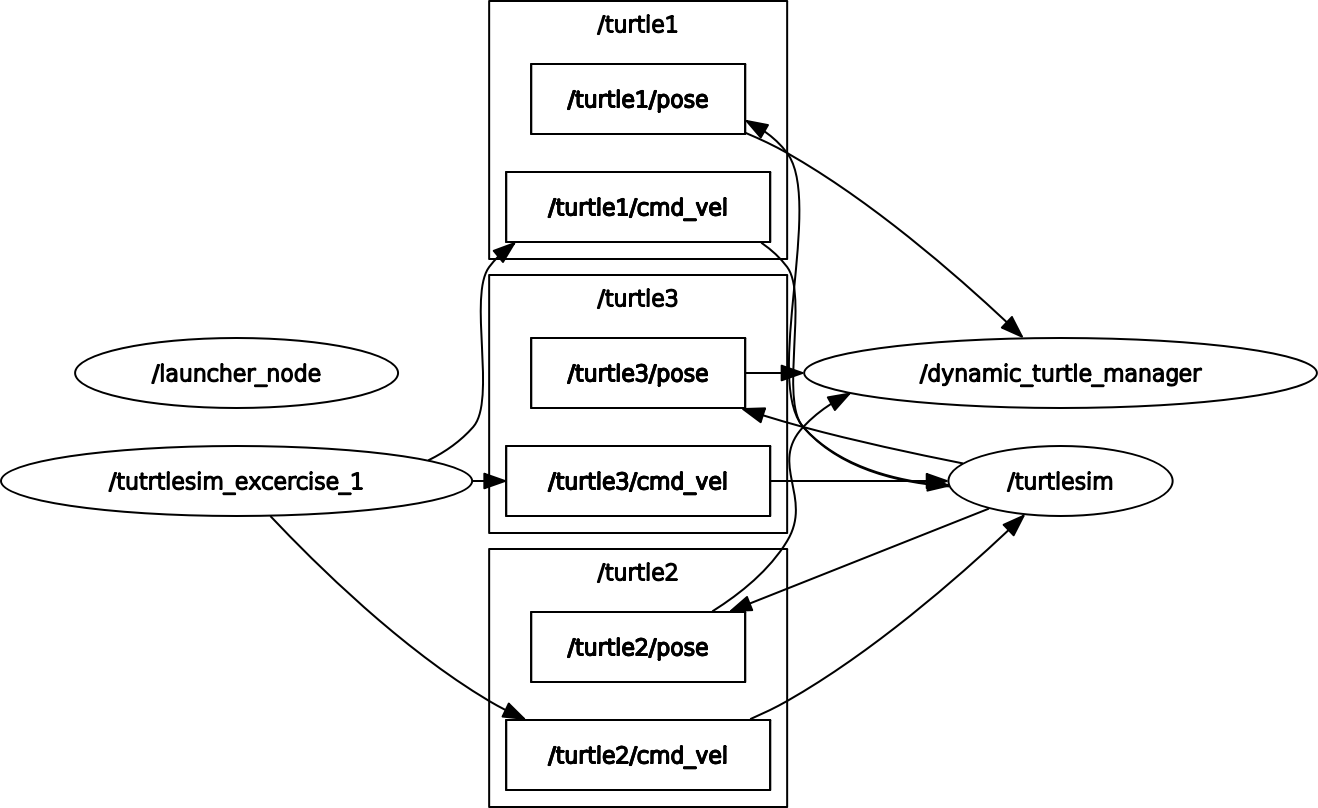 /turtle1
/turtle1/pose
/turtle1/cmd_vel
/turtle3
/turtle3/pose
/launcher_node
/dynamic_turtle_manager
/tutrtlesim_excercise_1
/turtle3/cmd_vel
/turtlesim
/turtle2
/turtle2/pose
/turtle2/cmd_vel